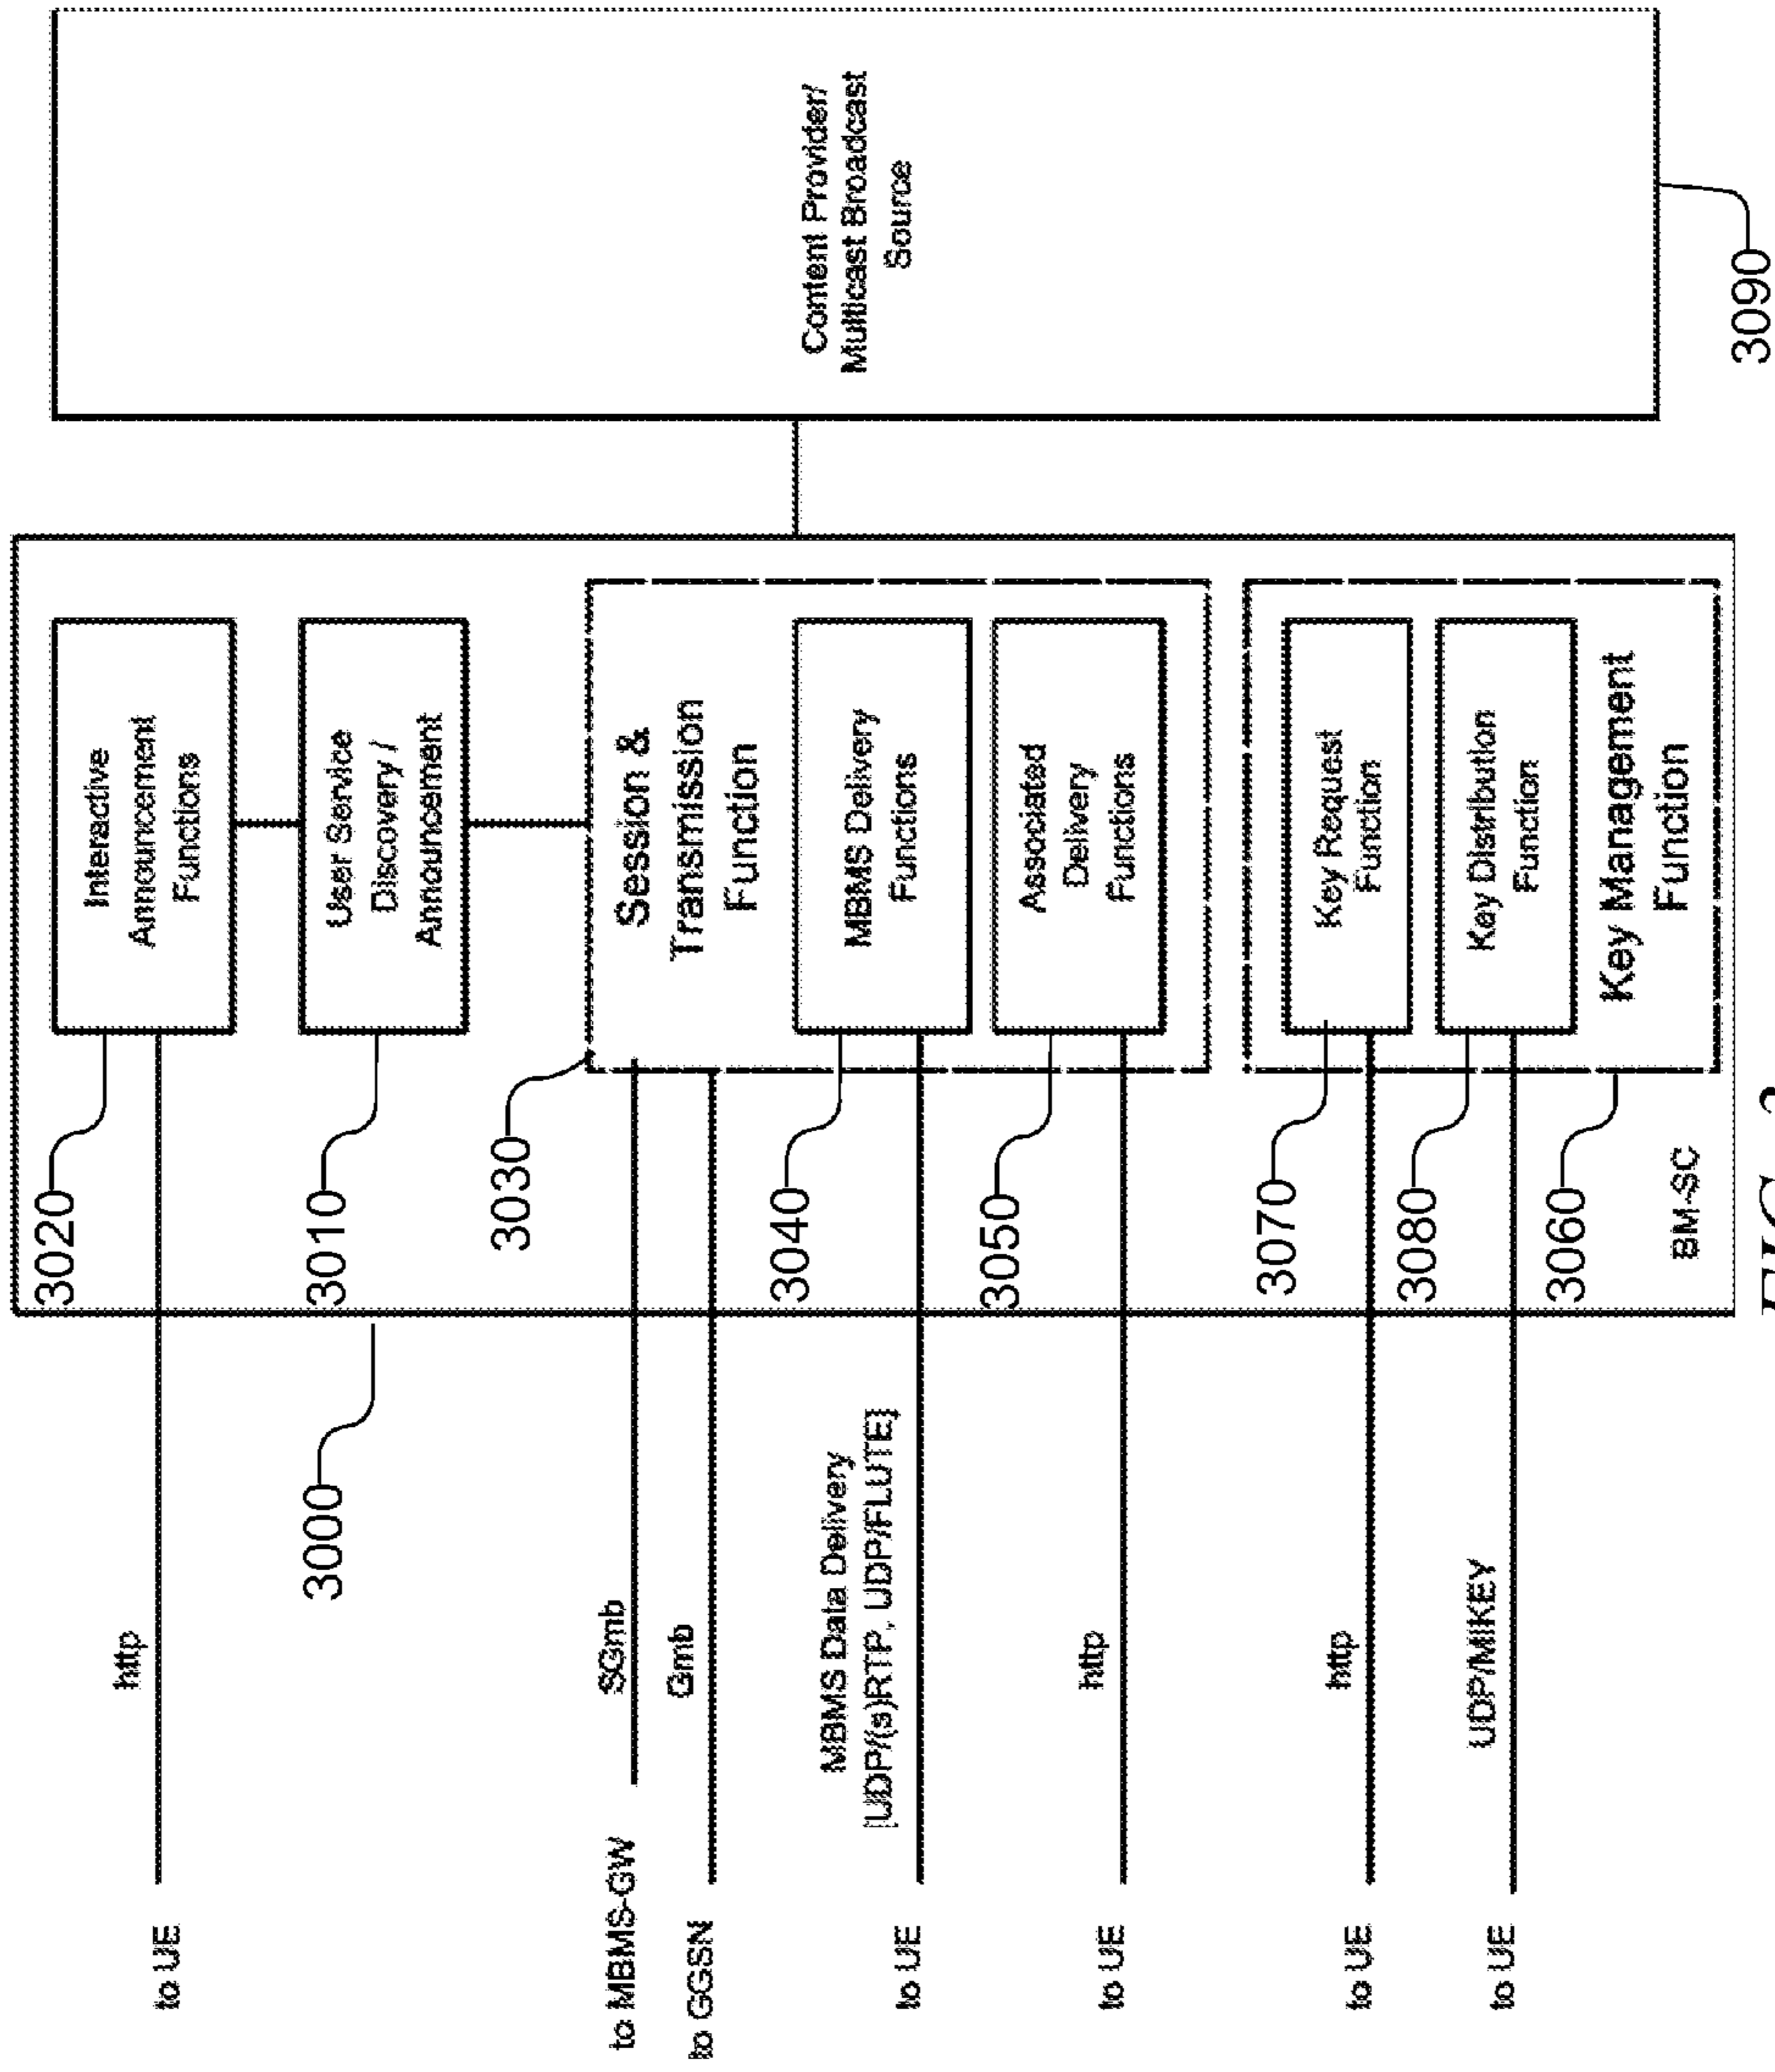 to UE
http
3020
Interactive
Announcement
Functions
3000
3010
User Service
Discovery /
Announcement
3030
to MBMS-GW
SGmb
to GGSN
Gmb
Session &
Transmission
Function
3040
MBMS Delivery
Functions
MBMS Data Delivery
[UDP/(s)RTP, UDP/FLUTE]
to UE
3050
Associated
Delivery
Functions
http
to UE
3070
Key Request
Function
http
to UE
3080
Key Distribution
Function
UDP/MIKEY
to UE
3060
Key Management
Function
BM-SC
Content Provider/
Multicast Broadcast
Source
3090